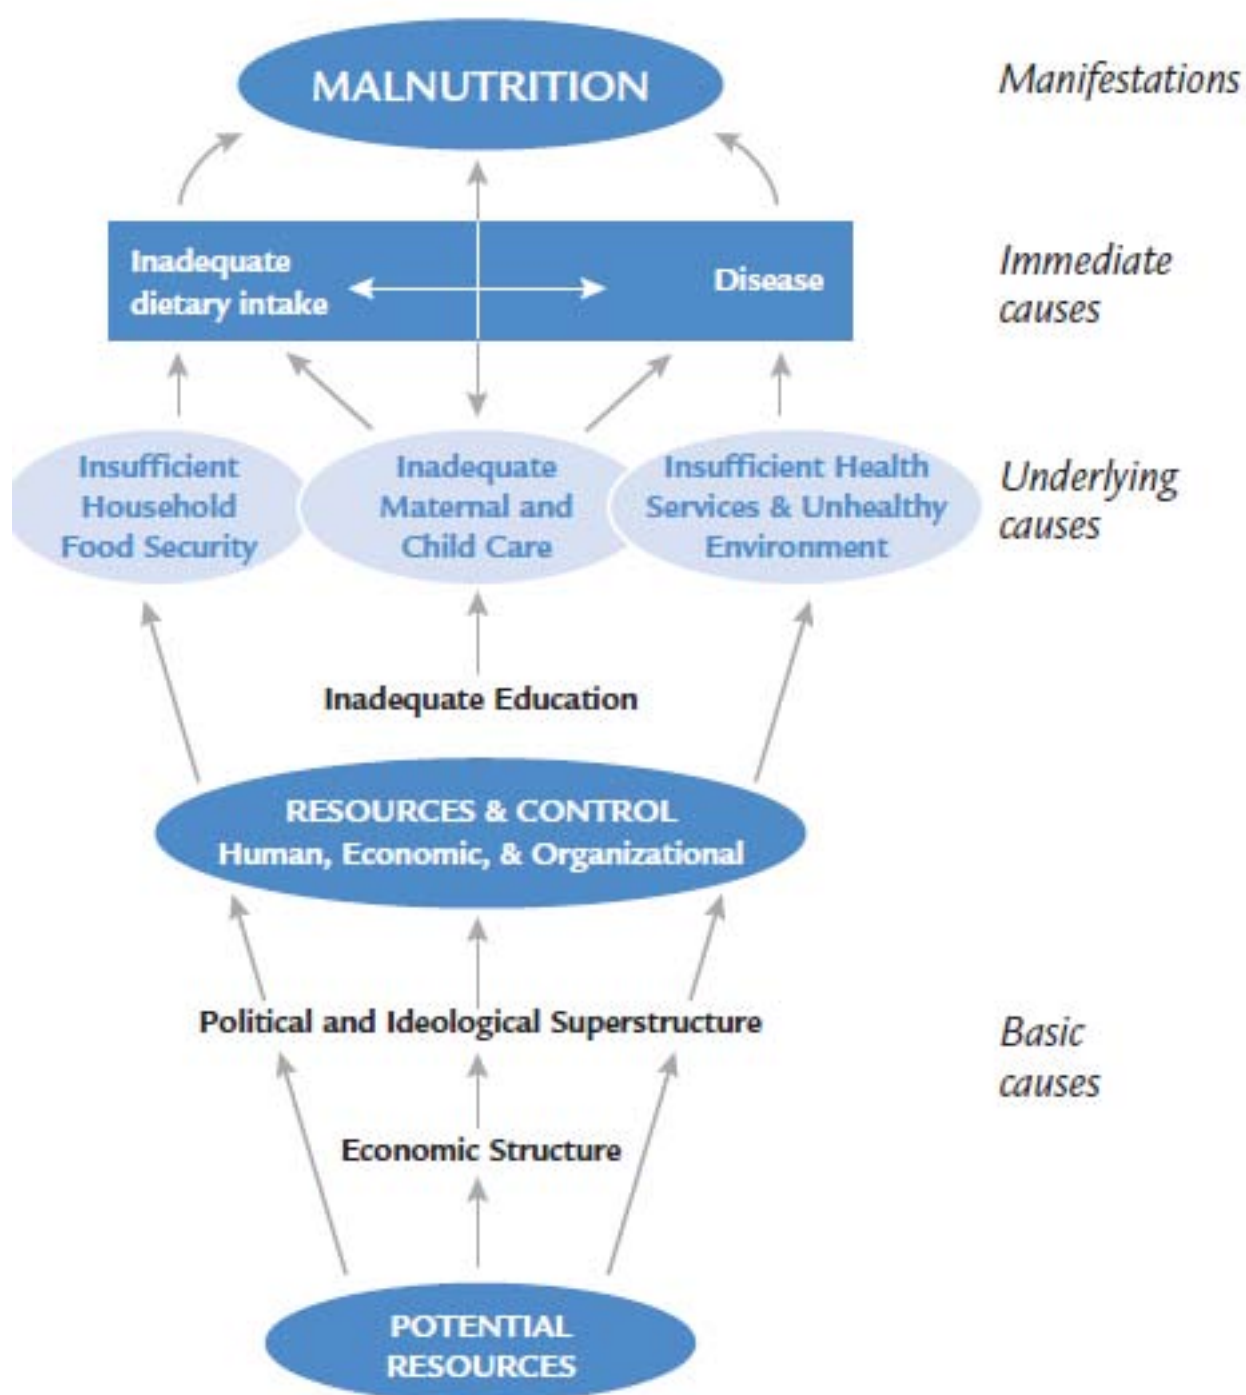 MALNUTRITION
Manifestations
Inadequate
dietary intake
Disease
Immediate
causes
Insufficient
Household
Food Security
Inadequate
Maternal and
Child Care
Insufficient Health
Services & Unhealthy
Environment
Underlying
causes
Inadequate Education
RESOURCES & CONTROL
Human, Economic, & Organizational
Political and Ideological Superstructure
Basic
causes
Economic Structure
POTENTIAL
RESOURCES